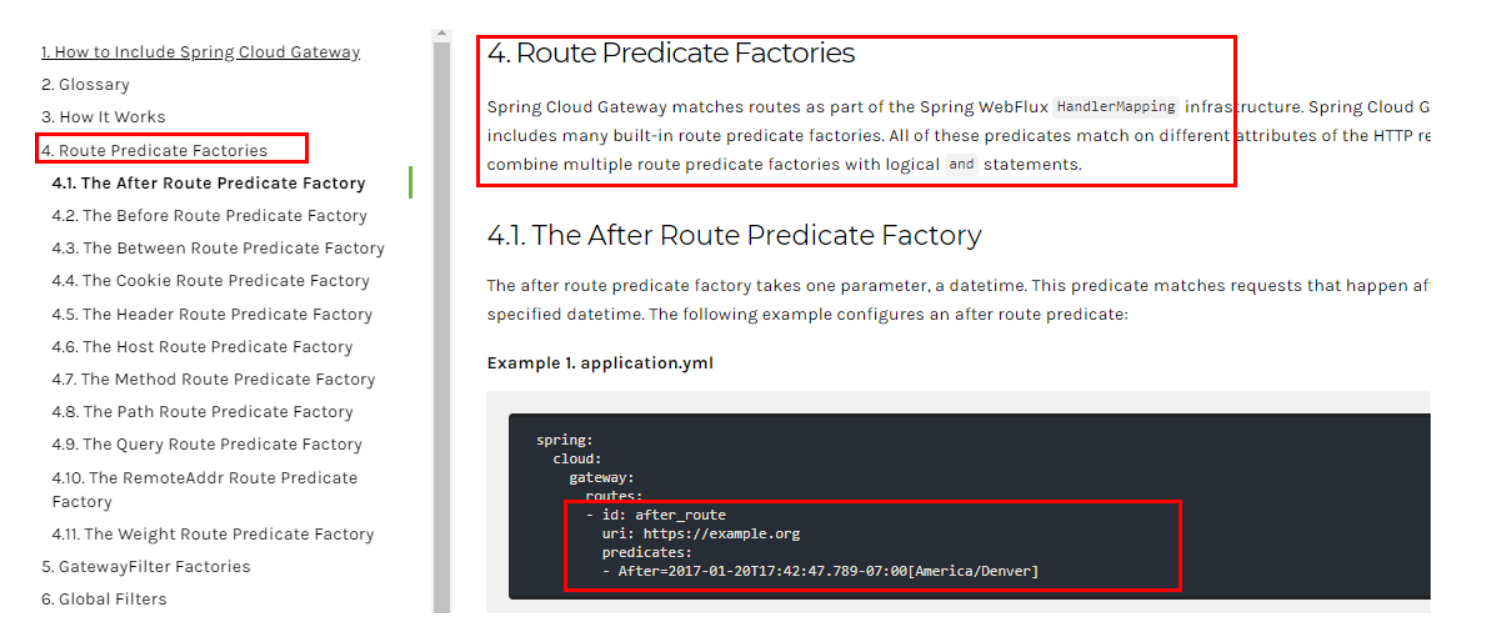 1. How to Include Spring Cloud Gateway
2. Glossary
3. How It Works
4. Route Predicate Factories
4.1. The After Route Predicate Factory
4.2. The Before Route Predicate Factory
4.3. The Between Route Predicate Factory
4.4. The Cookie Route Predicate Factory
4.5. The Header Route Predicate Factory
4.6. The Host Route Predicate Factory
4.7. The Method Route Predicate Factory
4.8. The Path Route Predicate Factory
4.9. The Query Route Predicate Factory
4.10. The RemoteAddr Route Predicate
Factory
4.11. The Weight Route Predicate Factory
5. GatewayFilter Factories
6. Global Filters
4. Route Predicate Factories
Spring Cloud Gateway matches routes as part of the Spring WebFlux HandlerMapping infrastructure. Spring Cloud G
includes many built-in route predicate factories. All of these predicates match on different attributes of the HTTP re
combine multiple route predicate factories with logical and statements.
4.1. The After Route Predicate Factory
The after route predicate factory takes one parameter, a datetime. This predicate matches requests that happen af
specified datetime. The following example configures an after route predicate:
Example 1. application.yml
spring:
cloud:
gateway:
routes:
- id: after_route
uri: https://example.org
predicates:
- After=2017-01-20T17:42:47.789-07:00[America/Denver]